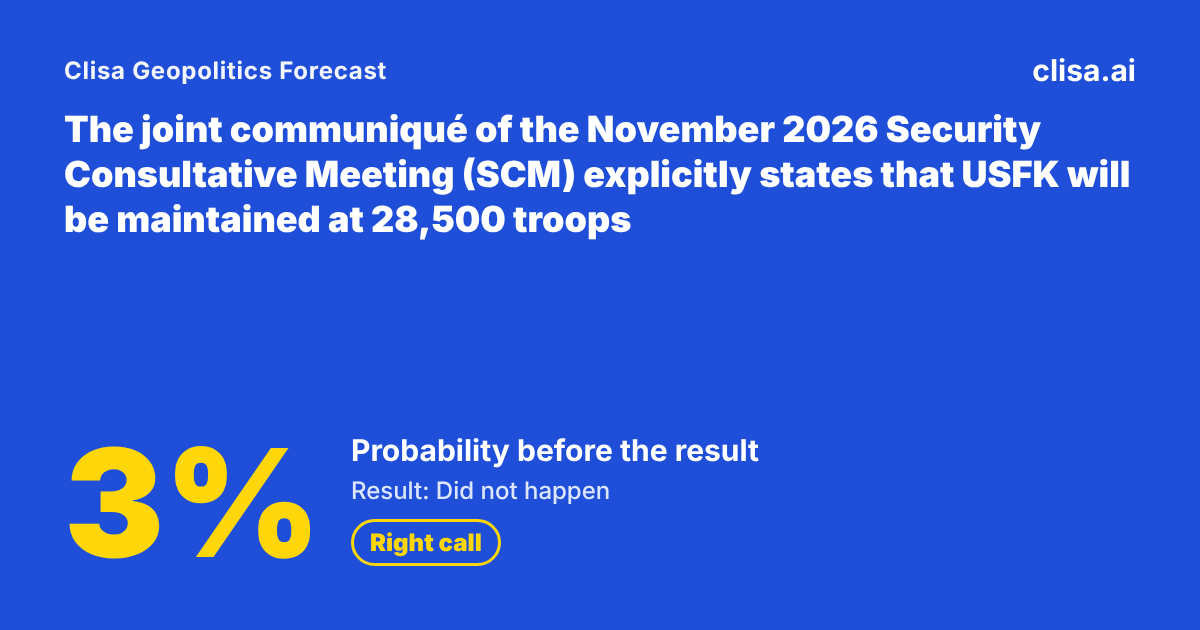 Clisa Geopolitics Forecast
clisa.ai
The joint communiqué of the November 2026 Security
Consultative Meeting (SCM) explicitly states that USFK will
be maintained at 28,500 troops
3%
Probability before the result
Result: Did not happen
Right call